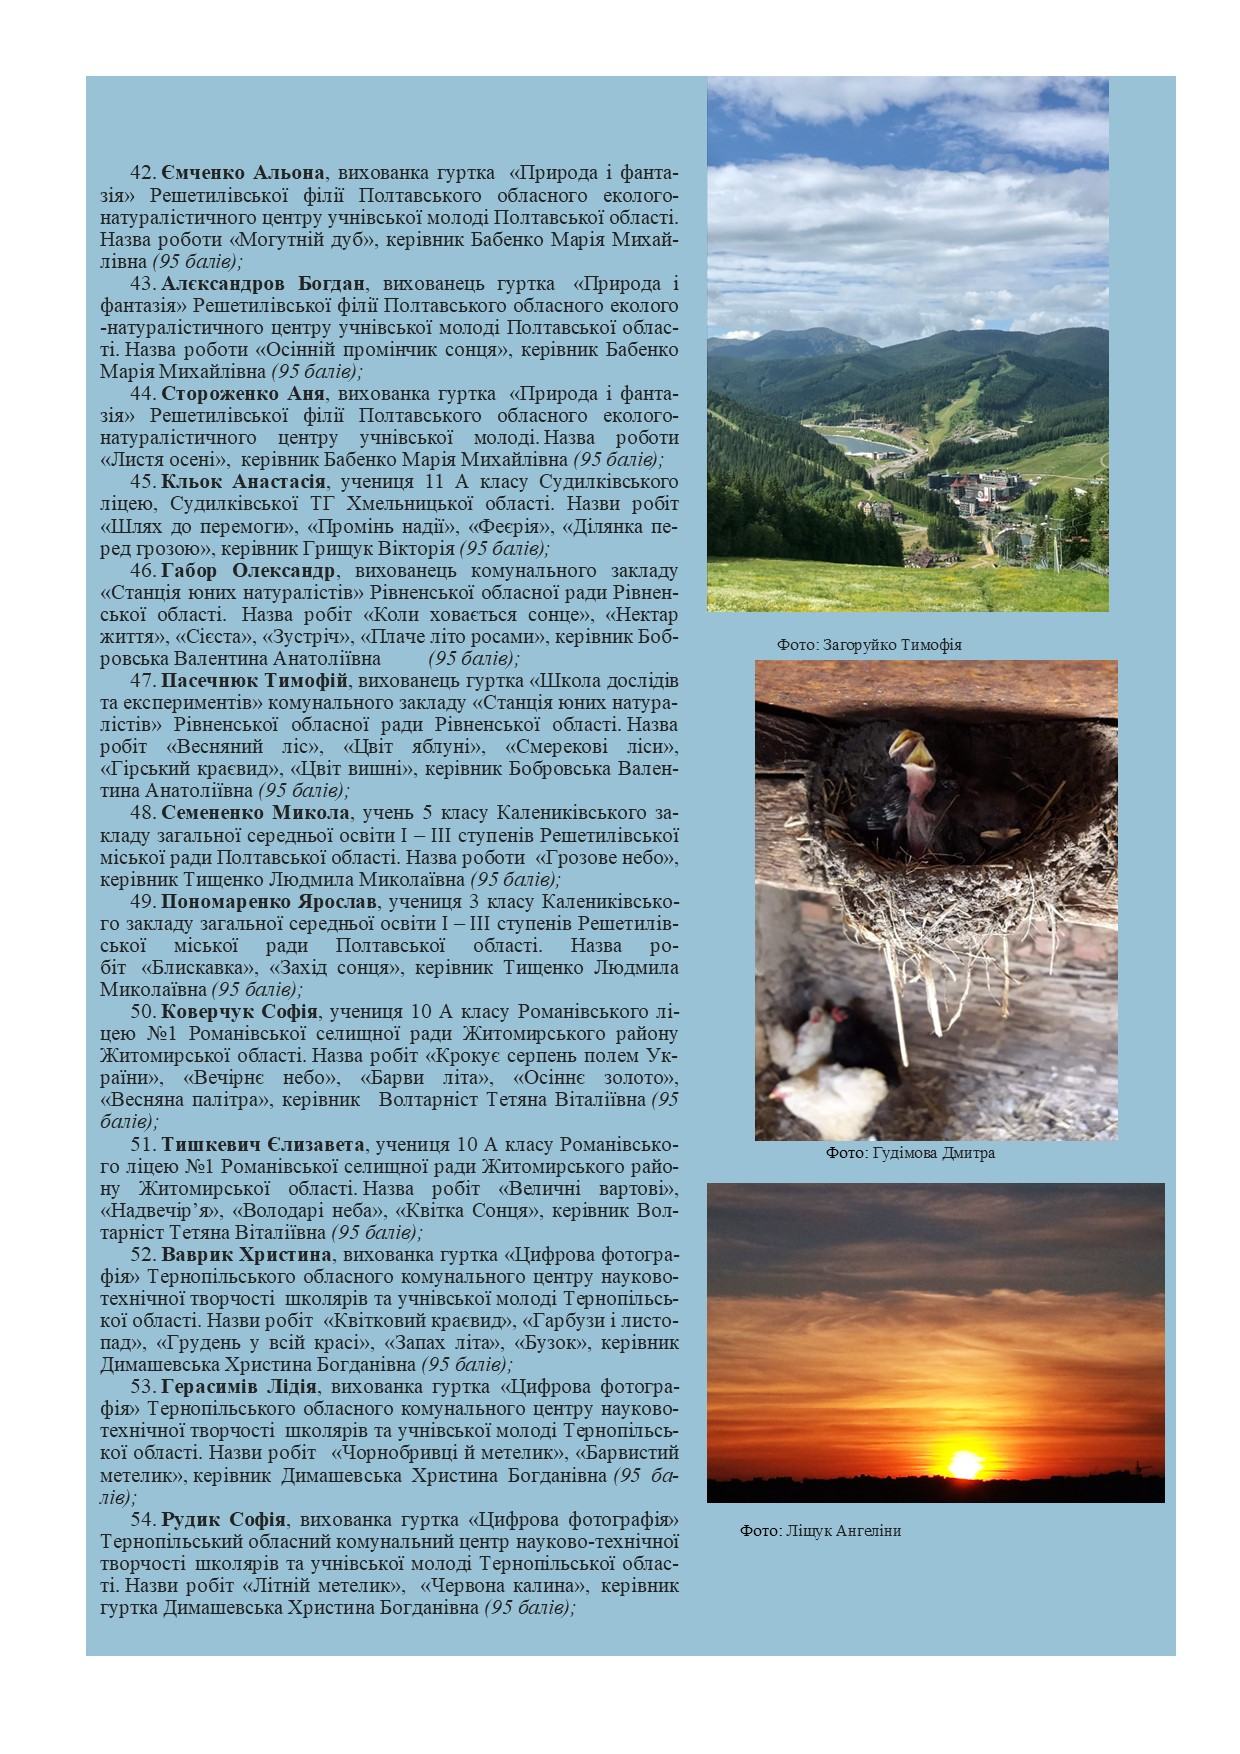 42. Ємченко Альона, вихованка гуртка «Природа і фанта-
зія» Решетилівської філії Полтавського обласного еколого-
натуралістичного центру учнівської молоді Полтавської області.
Назва роботи «Могутній дуб», керівник Бабенко Марія Михай-
лівна (95 балів);
43. Алєксандров Богдан, вихованець гуртка «Природа і
фантазія» Решетилівської філії Полтавського обласного еколого
-натуралістичного центру учнівської молоді Полтавської облас-
ті. Назва роботи «Осінній промінчик сонця», керівник Бабенко
Марія Михайлівна (95 балів);
44. Стороженко Аня, вихованка гуртка «Природа і фанта-
зія» Решетилівської філії Полтавського обласного еколого-
натуралістичного центру учнівської молоді. Назва роботи
«Листя осені», керівник Бабенко Марія Михайлівна (95 балів);
45. Кльок Анастасія, учениця 11 А класу Судилківського
ліцею, Судилківської ТГ Хмельницької області. Назви робіт
«Шлях до перемоги», «Промінь надії», «Феєрія», «Ділянка пе-
ред грозою», керівник Грищук Вікторія (95 балів);
46. Габор Олександр, вихованець комунального закладу
«Станція юних натуралістів» Рівненської обласної ради Рівнен-
ської області. Назва робіт «Коли ховається сонце», «Нектар
життя», «Сієста», «Зустріч», «Плаче літо росами», керівник Боб-
ровська Валентина Анатоліївна (95 балів);
47. Пасечнюк Тимофій, вихованець гуртка «Школа дослідів
та експериментів» комунального закладу «Станція юних натура-
лістів» Рівненської обласної ради Рівненської області. Назва
робіт «Весняний ліс», «Цвіт яблуні», «Смерекові ліси»,
«Гірський краєвид», «Цвіт вишні», керівник Бобровська Вален-
тина Анатоліївна (95 балів);
48. Семененко Микола, учень 5 класу Калениківського за-
кладу загальної середньої освіти І – ІІІ ступенів Решетилівської
міської ради Полтавської області. Назва роботи «Грозове небо»,
керівник Тищенко Людмила Миколаївна (95 балів);
49. Пономаренко Ярослав, учениця 3 класу Калениківсько-
го закладу загальної середньої освіти І – ІІІ ступенів Решетилів-
ської міської ради Полтавської області. Назва ро-
біт «Блискавка», «Захід сонця», керівник Тищенко Людмила
Миколаївна (95 балів);
50. Коверчук Софія, учениця 10 А класу Романівського лі-
цею №1 Романівської селищної ради Житомирського району
Житомирської області. Назва робіт «Крокує серпень полем Ук-
раїни», «Вечірнє небо», «Барви літа», «Осіннє золото»,
«Весняна палітра», керівник Волтарніст Тетяна Віталіївна (95
балів);
51. Тишкевич Єлизавета, учениця 10 А класу Романівсько-
го ліцею №1 Романівської селищної ради Житомирського райо-
ну Житомирської області. Назва робіт «Величні вартові»,
«Надвечір’я», «Володарі неба», «Квітка Сонця», керівник Вол-
тарніст Тетяна Віталіївна (95 балів);
52. Ваврик Христина, вихованка гуртка «Цифрова фотогра-
фія» Тернопільського обласного комунального центру науково-
технічної творчості школярів та учнівської молоді Тернопільсь-
кої області. Назви робіт «Квітковий краєвид», «Гарбузи і листо-
пад», «Грудень у всій красі», «Запах літа», «Бузок», керівник
Димашевська Христина Богданівна (95 балів);
53. Герасимів Лідія, вихованка гуртка «Цифрова фотогра-
фія» Тернопільського обласного комунального центру науково-
технічної творчості школярів та учнівської молоді Тернопільсь-
кої області. Назви робіт «Чорнобривці й метелик», «Барвистий
метелик», керівник Димашевська Христина Богданівна (95 ба-
лів);
54. Рудик Софія, вихованка гуртка «Цифрова фотографія»
Тернопільський обласний комунальний центр науково-технічної
творчості школярів та учнівської молоді Тернопільської облас-
ті. Назви робіт «Літній метелик», «Червона калина», керівник
гуртка Димашевська Христина Богданівна (95 балів);
Фото: Загоруйко Тимофія
Фото: Гудімова Дмитра
Фото: Ліщук Ангеліни